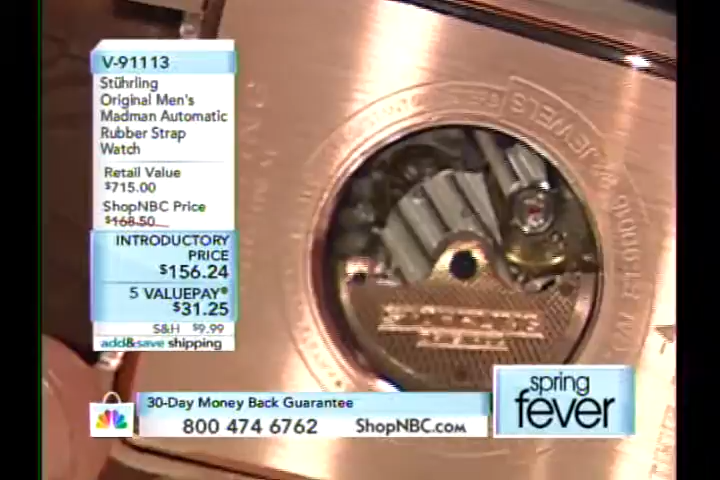 V-91113
Stührling
Original Men's
Madman Automatic
Rubber Strap
Watch
Retail Value
$715.00
ShopNBC Price
$168.50
INTRODUCTORY
PRICE
$156.24
5 VALUEPAY®
$31.25
S&H $9.99
add&save shipping
JEWELS
30-Day Money Back Guarantee
800 474 6762 ShopNBC.com
spring
fever